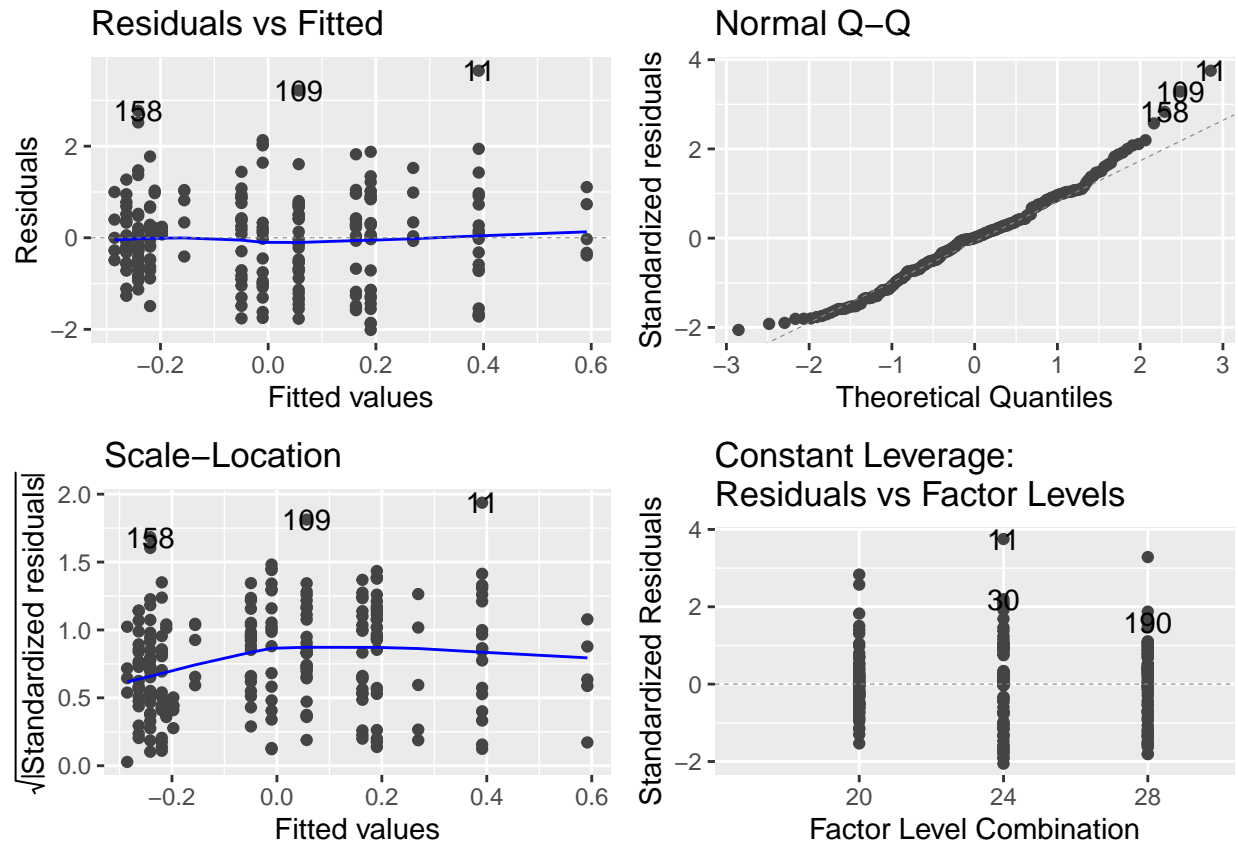 Residuals vs Fitted
11
109
158
2
0
−2
Residuals
−0.2 0.0 0.2 0.4 0.6
Fitted values
Normal Q−Q
11
109
158
4
2
0
−2
Standardized residuals
−3 −2 −1 0 1 2 3
Theoretical Quantiles
Scale−Location
11
109
158
2.0
1.5
1.0
0.5
0.0
√|Standardized residuals|
−0.2 0.0 0.2 0.4 0.6
Fitted values
Constant Leverage:
Residuals vs Factor Levels
11
30
190
4
2
0
−2
Standardized Residuals
20 24 28
Factor Level Combination